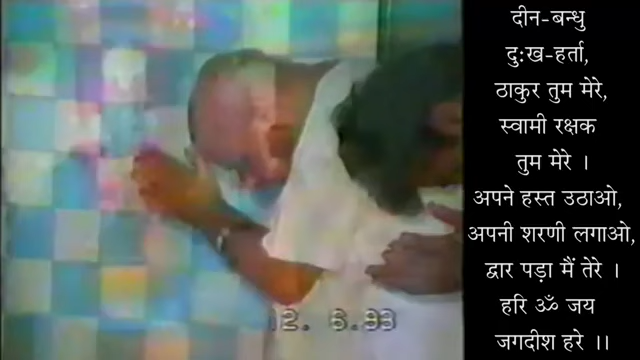 दीन-बन्धु
दुःख-हर्ता,
ठाकुर तुम मेरे,
स्वामी रक्षक
तुम मेरे ।
अपने हस्त उठाओ,
अपनी शरणी लगाओ,
द्वार पड़ा मैं तेरे ।
हरि ॐ जय
जगदीश हरे ।।
12. 6.93